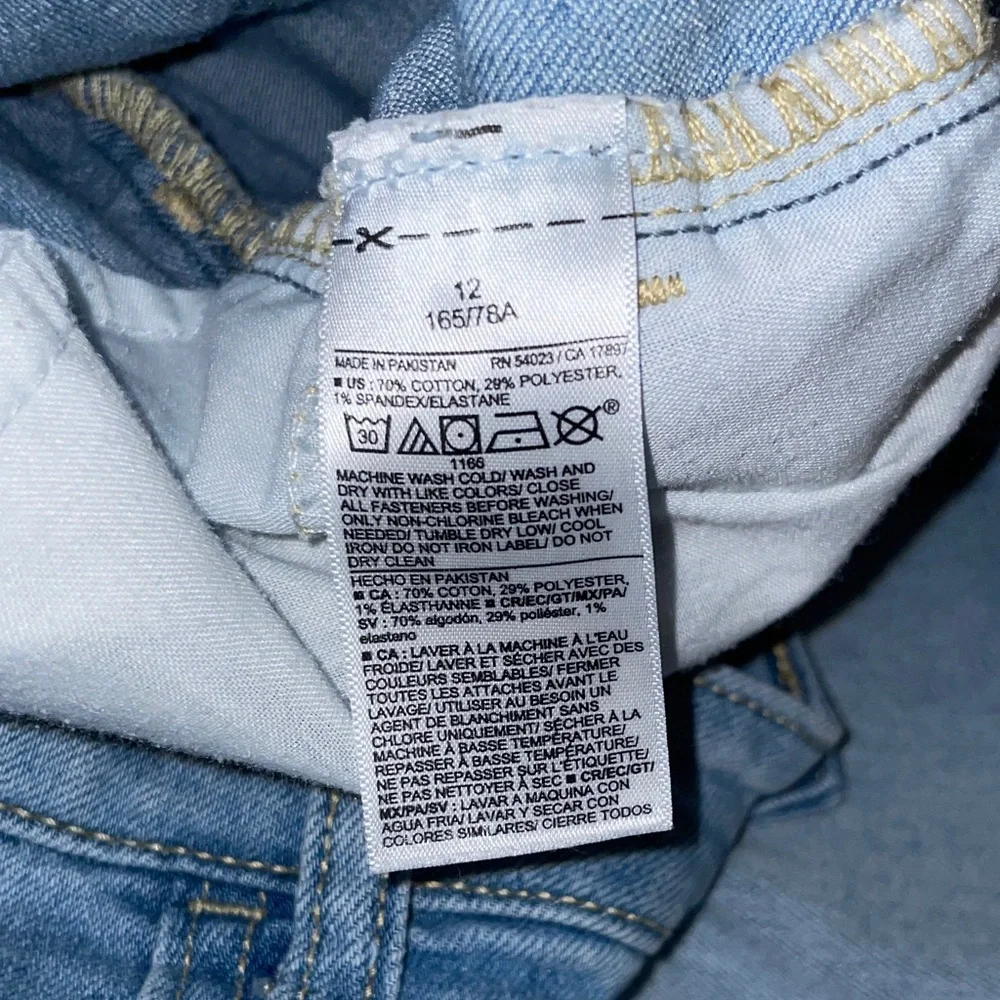 12
165/78A
MADE IN PAKISTAN RN 54023 / CA 17897
■ US : 70% COTTON, 29% POLYESTER,
1% SPANDEX/ELASTANE
30 ®
1166
MACHINE WASH COLD/ WASH AND
DRY WITH LIKE COLORS/ CLOSE
ALL FASTENERS BEFORE WASHING/
ONLY NON-CHLORINE BLEACH WHEN
NEEDED/ TUMBLE DRY LOW/ COOL
IRON/ DO NOT IRON LABEL/ DO NOT
DRY CLEAN
HECHO EN PAKISTAN
■ CA : 70% COTON, 29% POLYESTER,
1% ÉLASTHANNE ■ CR/EC/GT/MX/PA/
SV : 70% algodón, 29% poliéster, 1%
elastano
■ CA : LAVER À LA MACHINE À L'EAU
FROIDE/ LAVER ET SÉCHER AVEC DES
COULEURS SEMBLABLES/ FERMER
TOUTES LES ATTACHES AVANT LE
LAVAGE/ UTILISER AU BESOIN UN
AGENT DE BLANCHIMENT SANS
CHLORE UNIQUEMENT/ SÉCHER À LA
MACHINE À BASSE TEMPÉRATURE/
REPASSER À BASSE TEMPÉRATURE/
NE PAS REPASSER SUR L'ÉTIQUETTE/
NE PAS NETTOYER À SEC ■ CR/EC/GT/
MX/PA/SV : LAVAR A MAQUINA CON
AGUA FRIA/ LAVAR Y SECAR CON
COLORES SIMILARES/ CIERRE TODOS